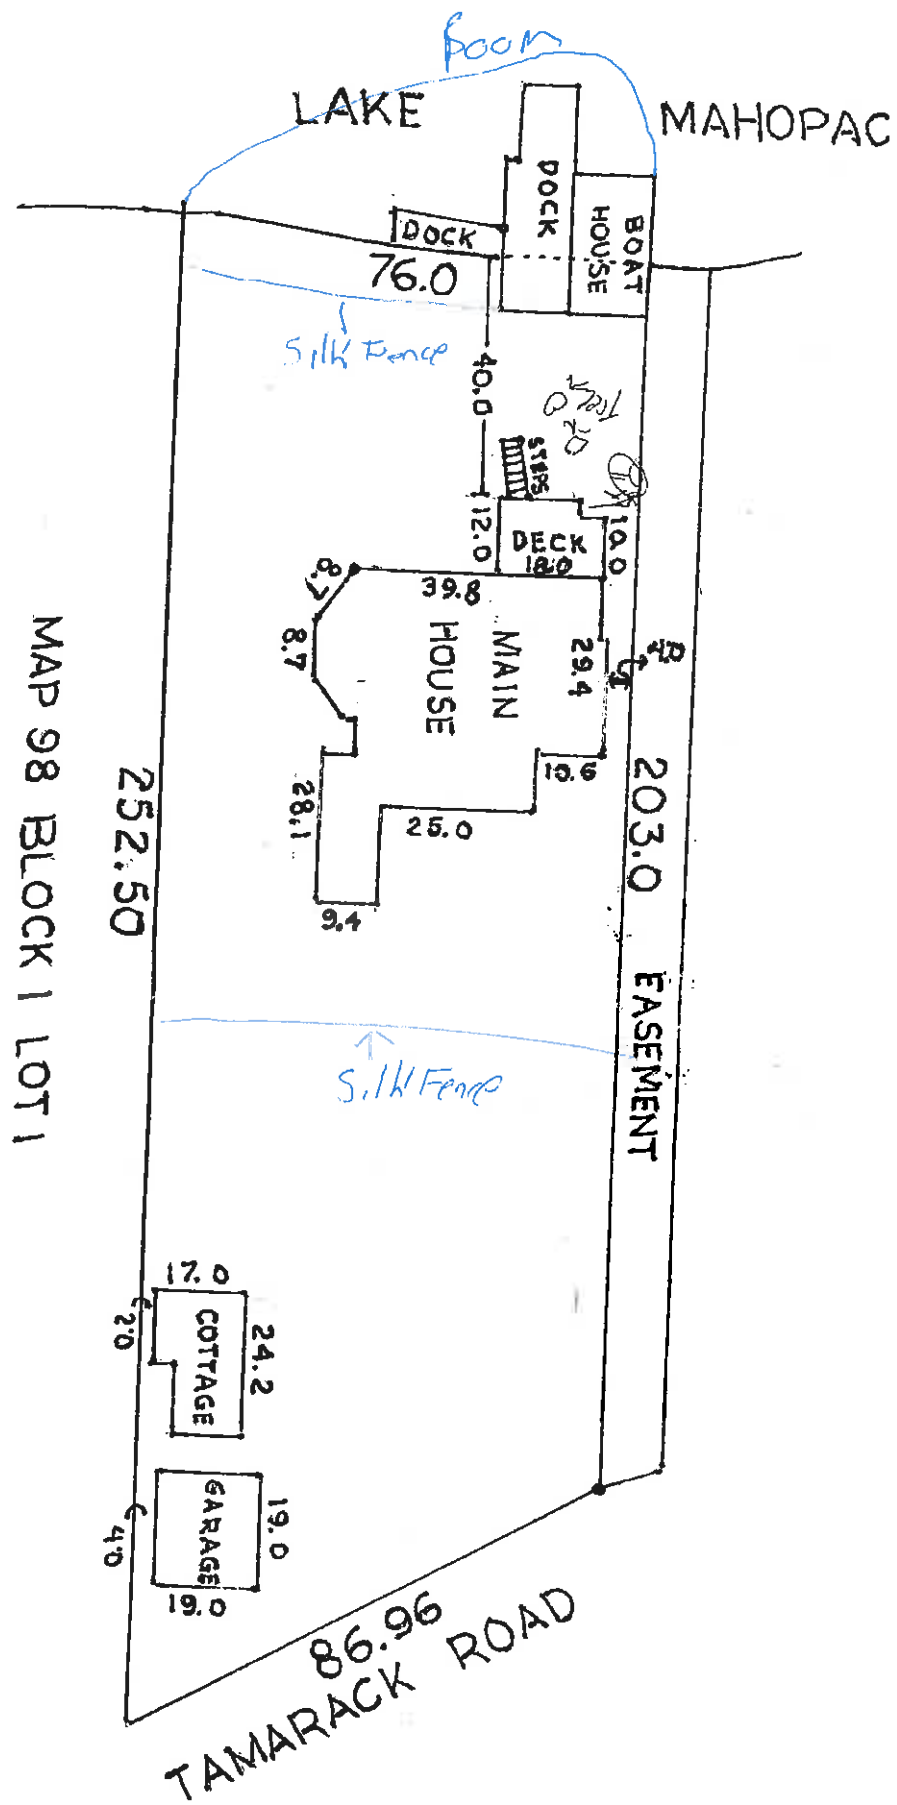 Boom
LAKE
MAHOPAC
DOCK
BOAT
HOUSE
DOCK
76.0
Silk Fence
40.0
STEPS
12.0
DECK
10.0
18.0
39.8
8.7
8.7
MAIN
HOUSE
29.4
10.6
28.1
25.0
9.4
203.0
EASEMENT
252.50
MAP 98 BLOCK 1 LOT 1
Silk Fence
17.0
COTTAGE
24.2
2.0
GARAGE
19.0
19.0
4.0
86.96
TAMARACK ROAD